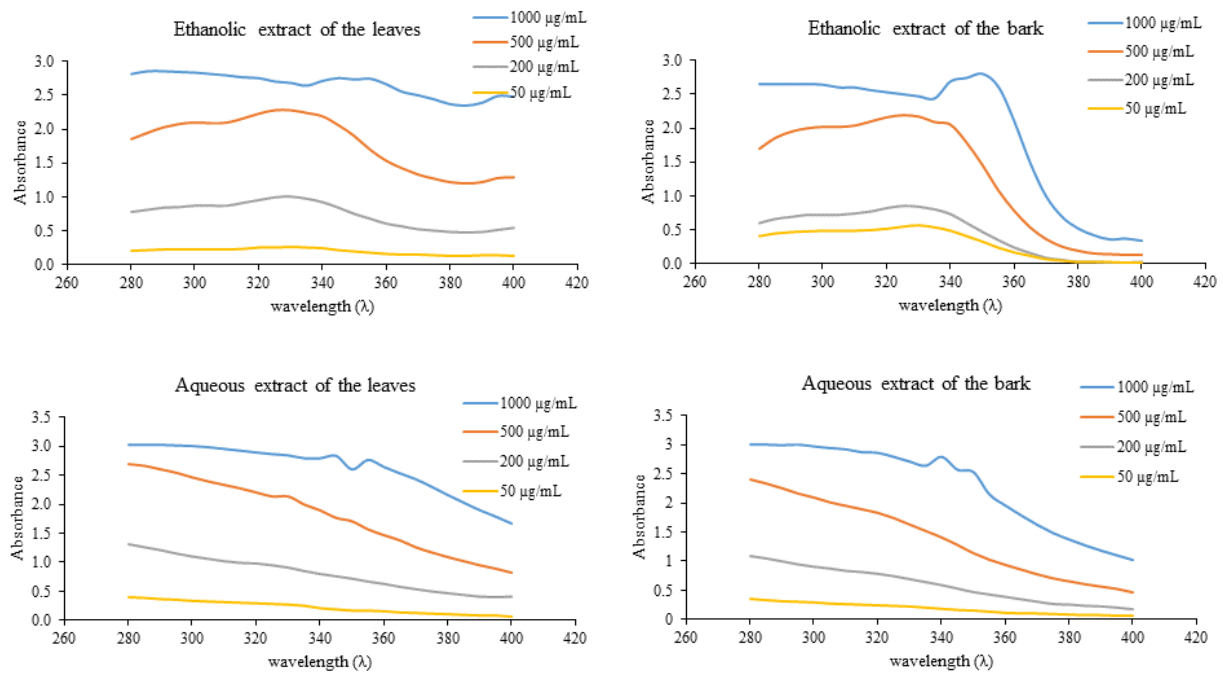 Ethanolic extract of the leaves
1000 µg/mL
500 µg/mL
200 µg/mL
50 µg/mL
3.0
2.5
2.0
1.5
1.0
0.5
0.0
Absorbance
260 280 300 320 340 360 380 400 420
wavelength (λ)
Ethanolic extract of the bark
1000 µg/mL
500 µg/mL
200 µg/mL
50 µg/mL
3.0
2.5
2.0
1.5
1.0
0.5
0.0
Absorbance
260 280 300 320 340 360 380 400 420
wavelength (λ)
Aqueous extract of the leaves
1000 µg/mL
500 µg/mL
200 µg/mL
50 µg/mL
3.5
3.0
2.5
2.0
1.5
1.0
0.5
0.0
Absorbance
260 280 300 320 340 360 380 400 420
wavelength (λ)
Aqueous extract of the bark
1000 µg/mL
500 µg/mL
200 µg/mL
50 µg/mL
3.5
3
2.5
2
1.5
1
0.5
0
Absorbance
260 280 300 320 340 360 380 400 420
wavelength (λ)